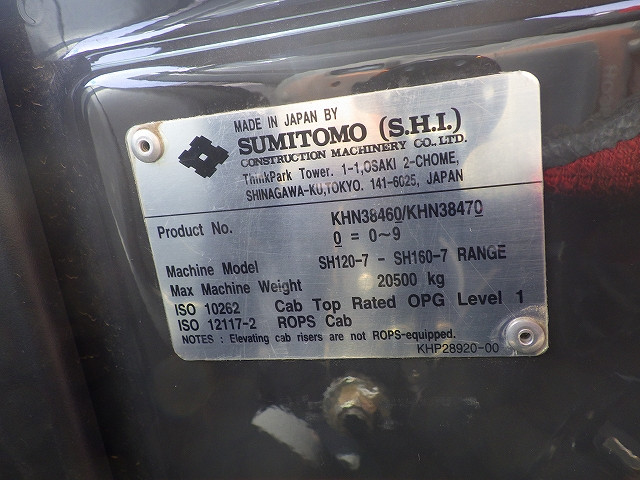 MADE IN JAPAN BY
SUMITOMO (S.H.I.)
CONSTRUCTION MACHINERY CO., LTD.
ThinkPark Tower. 1-1,OSAKI 2-CHOME,
SHINAGAWA-KU,TOKYO. 141-6025, JAPAN
Product No. KHN38460/KHN38470
0 = 0~9
Machine Model SH120-7 - SH160-7 RANGE
Max Machine Weight 20500 kg
ISO 10262 Cab Top Rated OPG Level 1
ISO 12117-2 ROPS Cab
NOTES : Elevating cab risers are not ROPS-equipped.
KHP28920-00